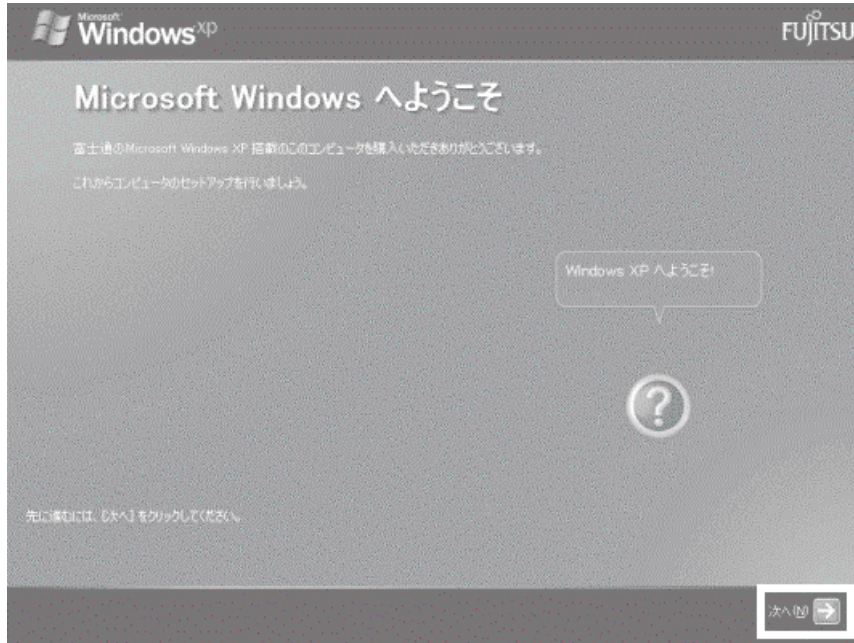 Microsoft
Windows xp
FUJITSU
Microsoft Windows へようこそ
富士通のMicrosoft Windows XP 搭載のこのコンピュータを購入いただきありがとうございます。
これからコンピュータのセットアップを行いましょう。
Windows XP へようこそ!
先に進むには、[次へ] をクリックしてください。
次へ(N)